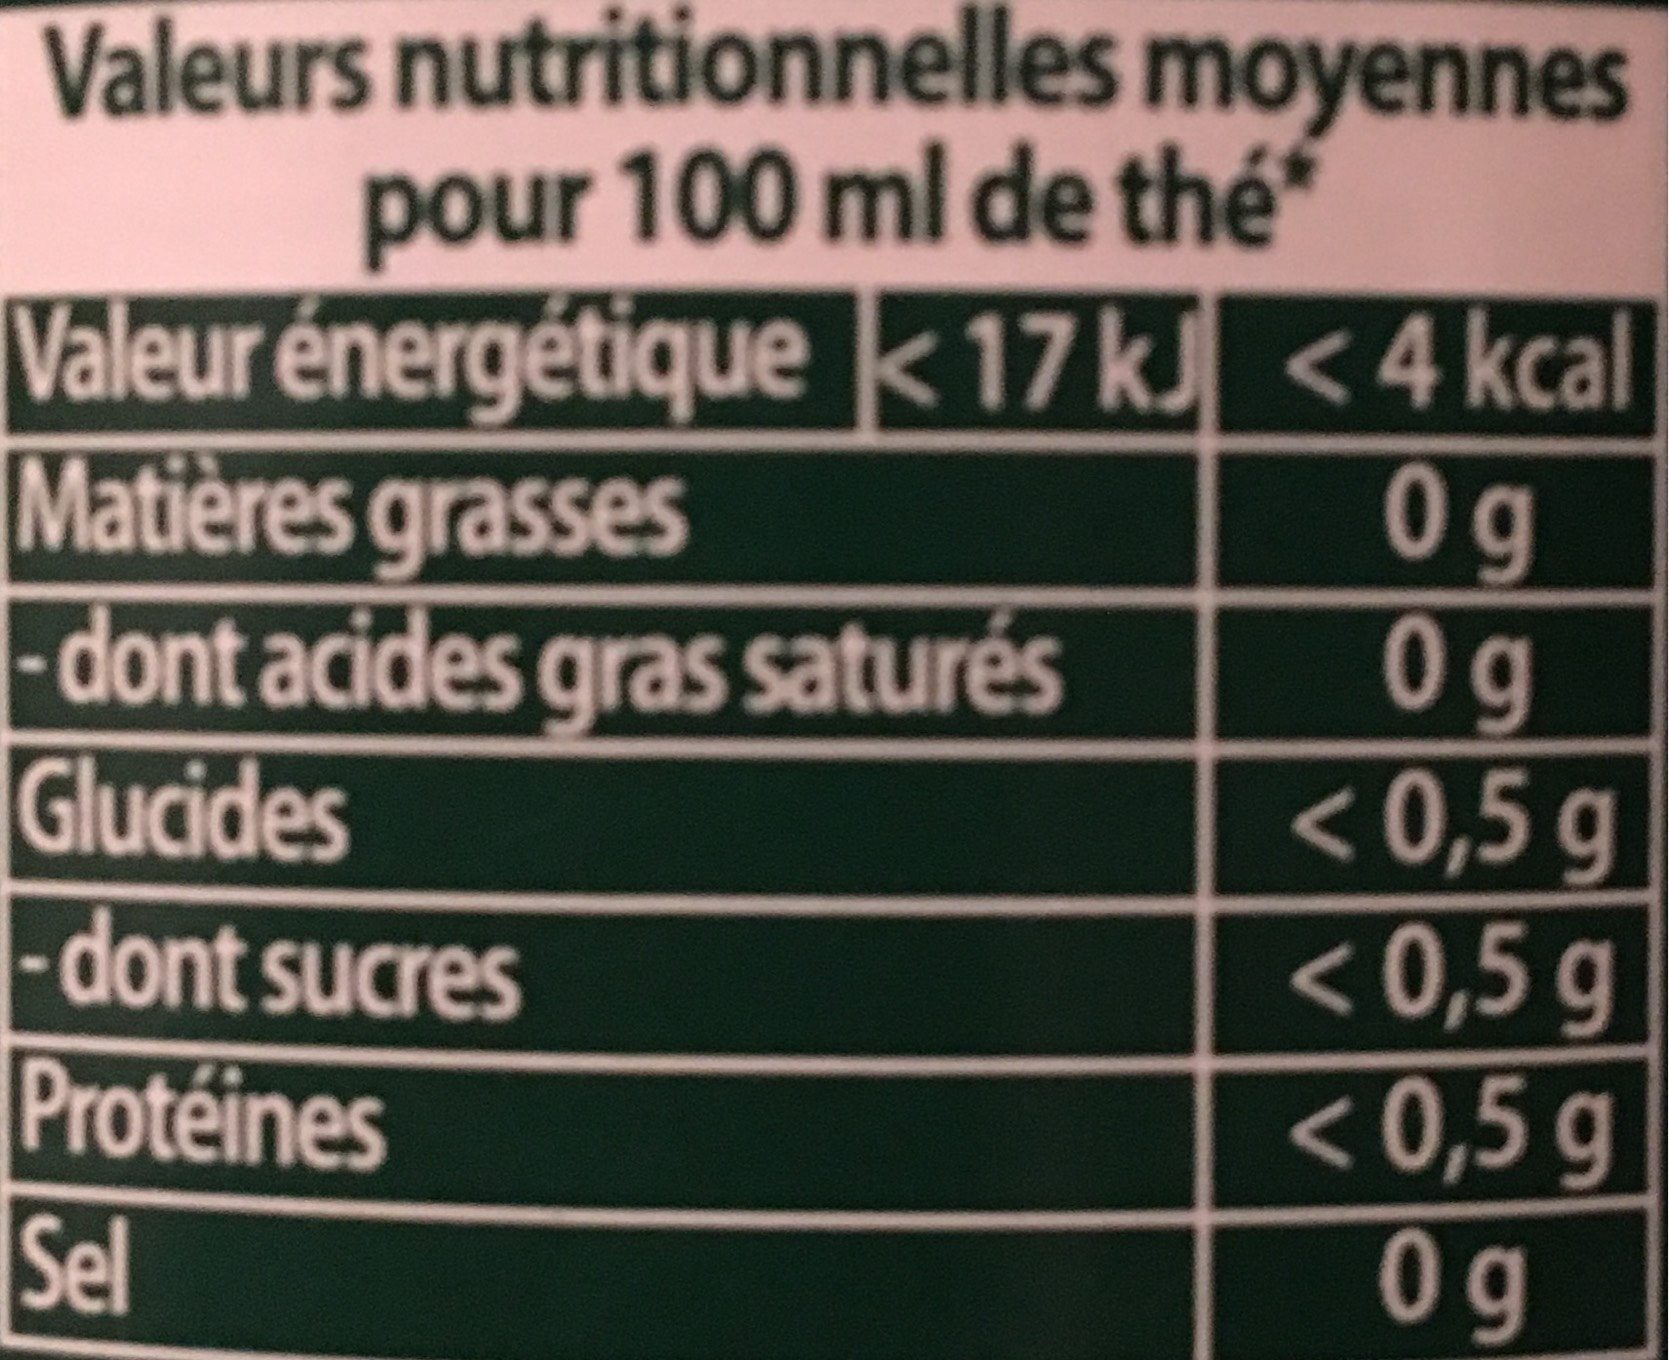 Valeurs nutritionnelles moyennes
pour 100 ml de thé*
Valeur énergétique < 17 kJ < 4 kcal
Matières grasses 0 g
- dont acides gras saturés 0 g
Glucides < 0,5 g
- dont sucres < 0,5 g
Protéines < 0,5 g
Sel 0 g